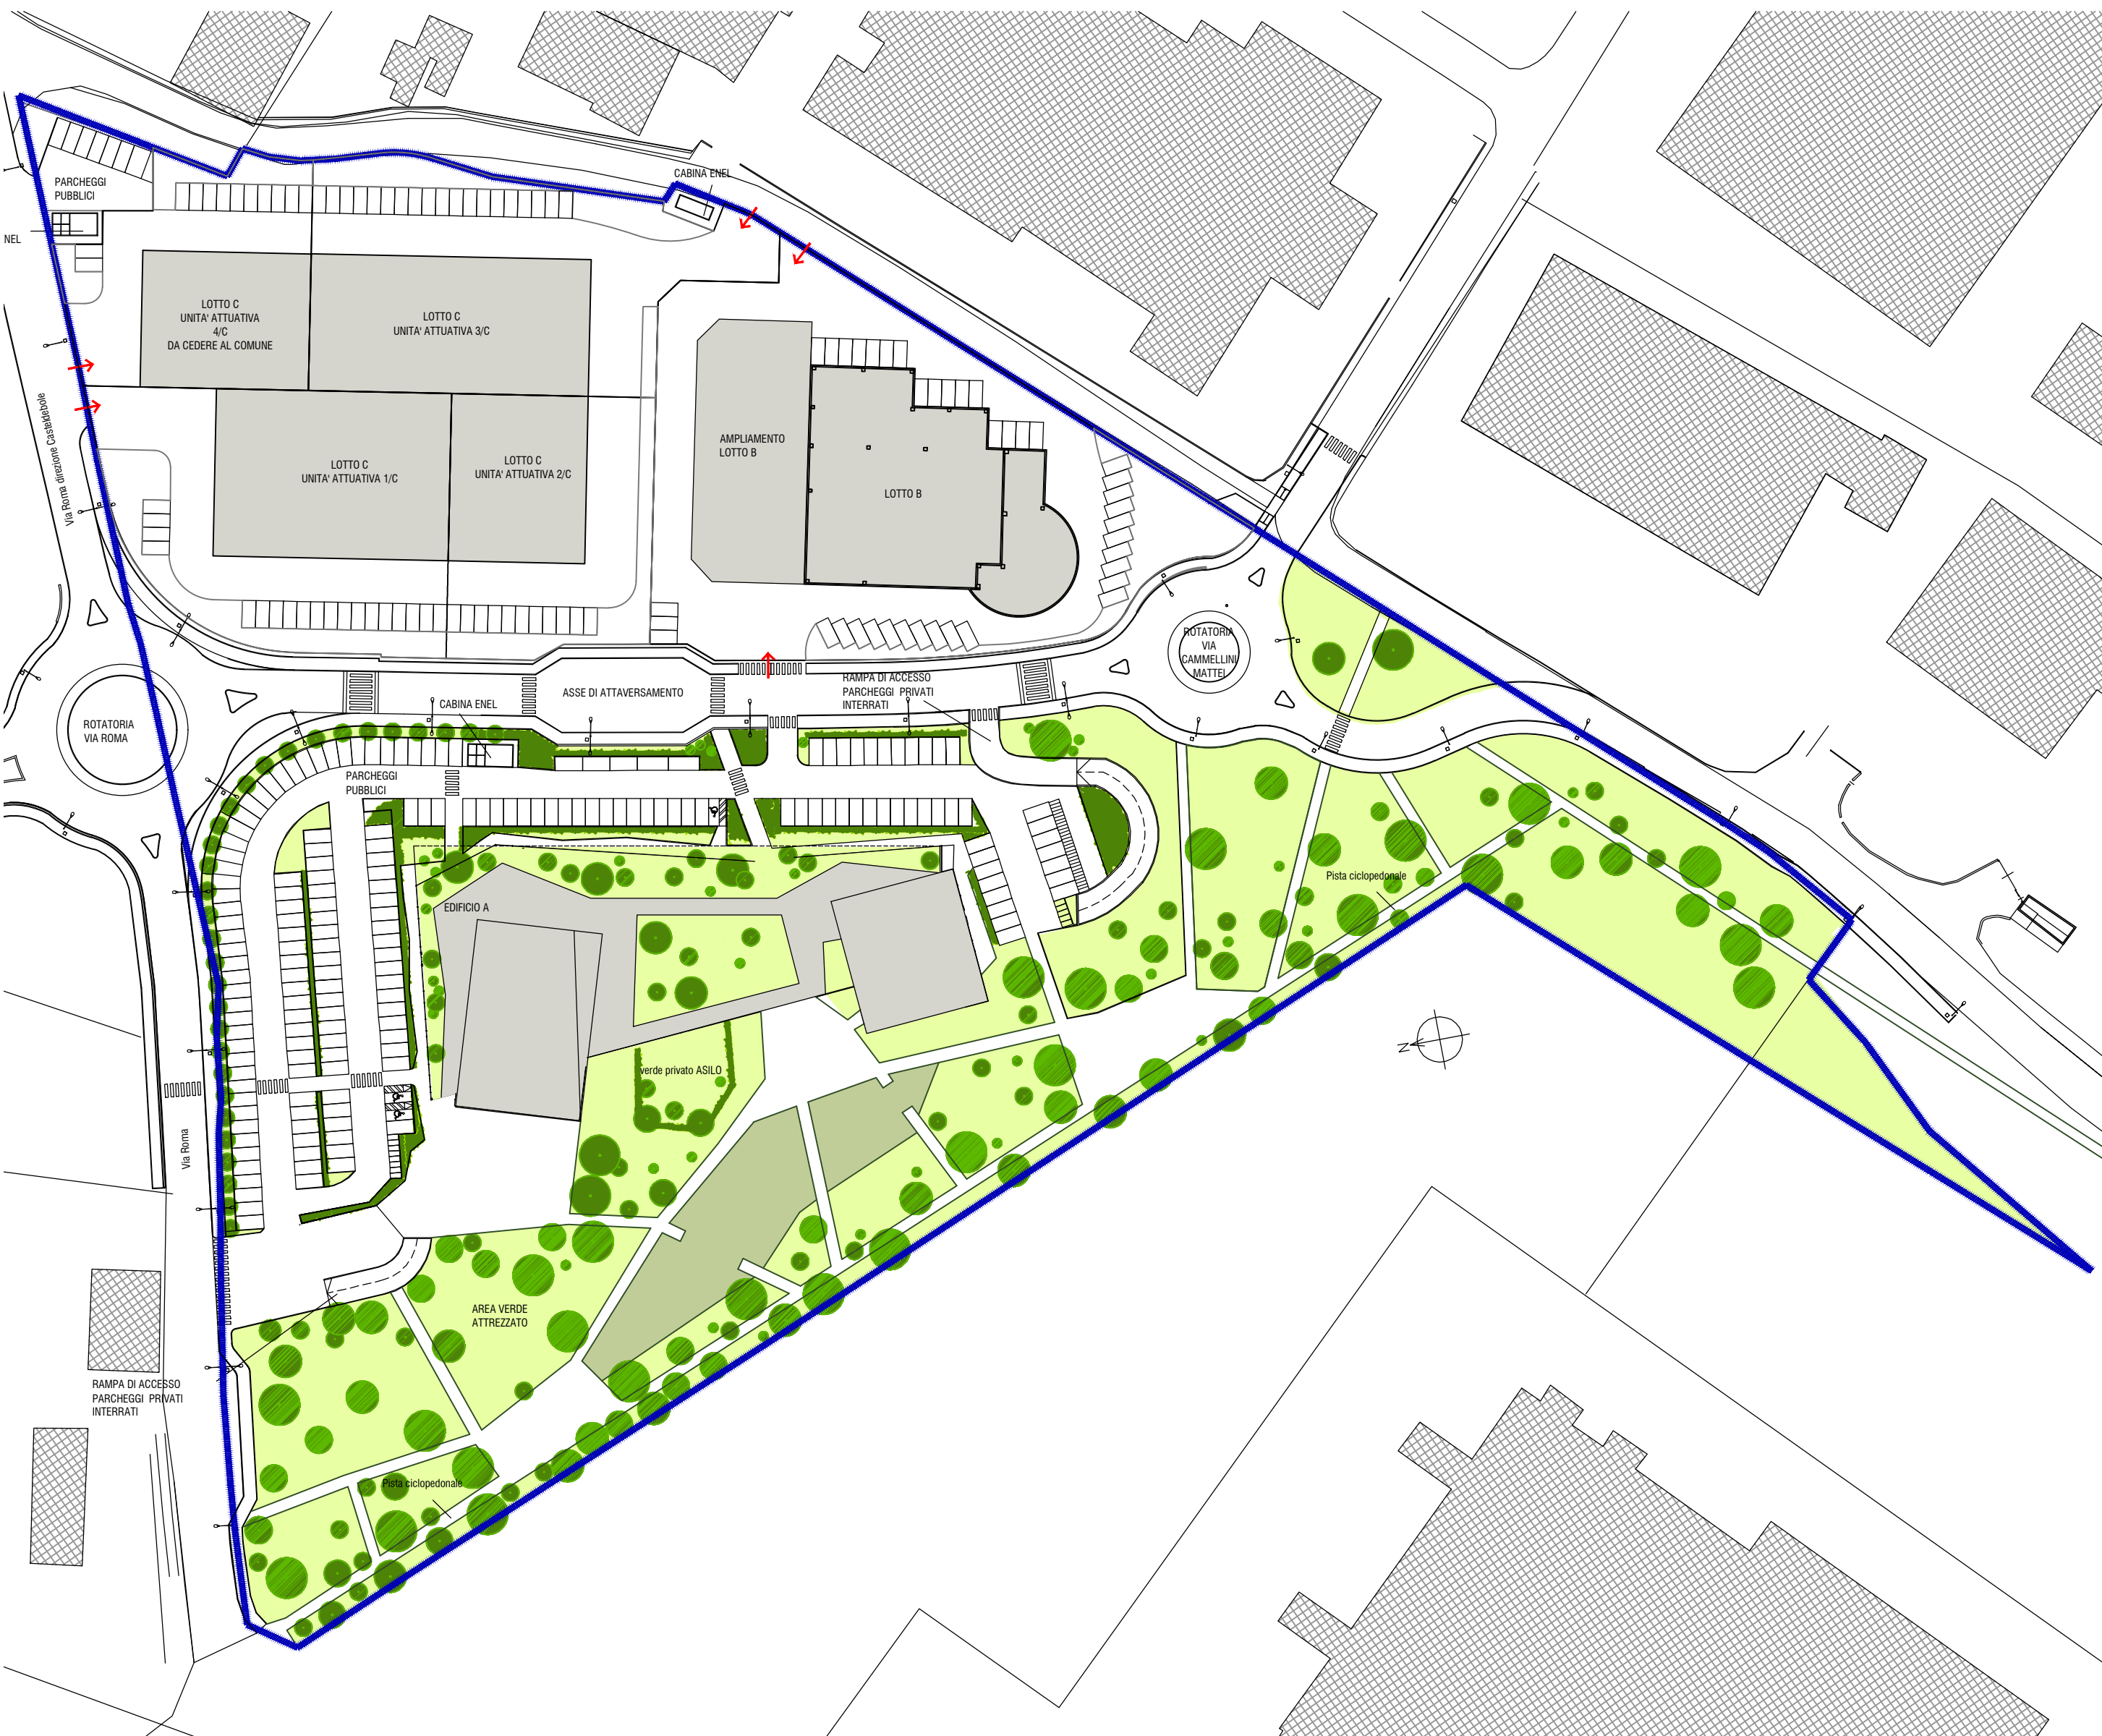 CABINA ENEL
PARCHEGGI
PUBBLICI
NEL
LOTTO C
UNITA' ATTUATIVA
4/C
DA CEDERE AL COMUNE
LOTTO C
UNITA' ATTUATIVA 3/C
Via Roma direzione Casteldebole
AMPLIAMENTO
LOTTO B
LOTTO C
UNITA' ATTUATIVA 1/C
LOTTO C
UNITA' ATTUATIVA 2/C
LOTTO B
ROTATORIA
VIA
CAMMELLINI
MATTEI
ASSE DI ATTAVERSAMENTO
RAMPA DI ACCESSO
PARCHEGGI PRIVATI
INTERRATI
CABINA ENEL
ROTATORIA
VIA ROMA
PARCHEGGI
PUBBLICI
Pista ciclopedonale
EDIFICIO A
N
verde privato ASILO
Via Roma
AREA VERDE
ATTREZZATO
RAMPA DI ACCESSO
PARCHEGGI PRIVATI
INTERRATI
Pista ciclopedonale